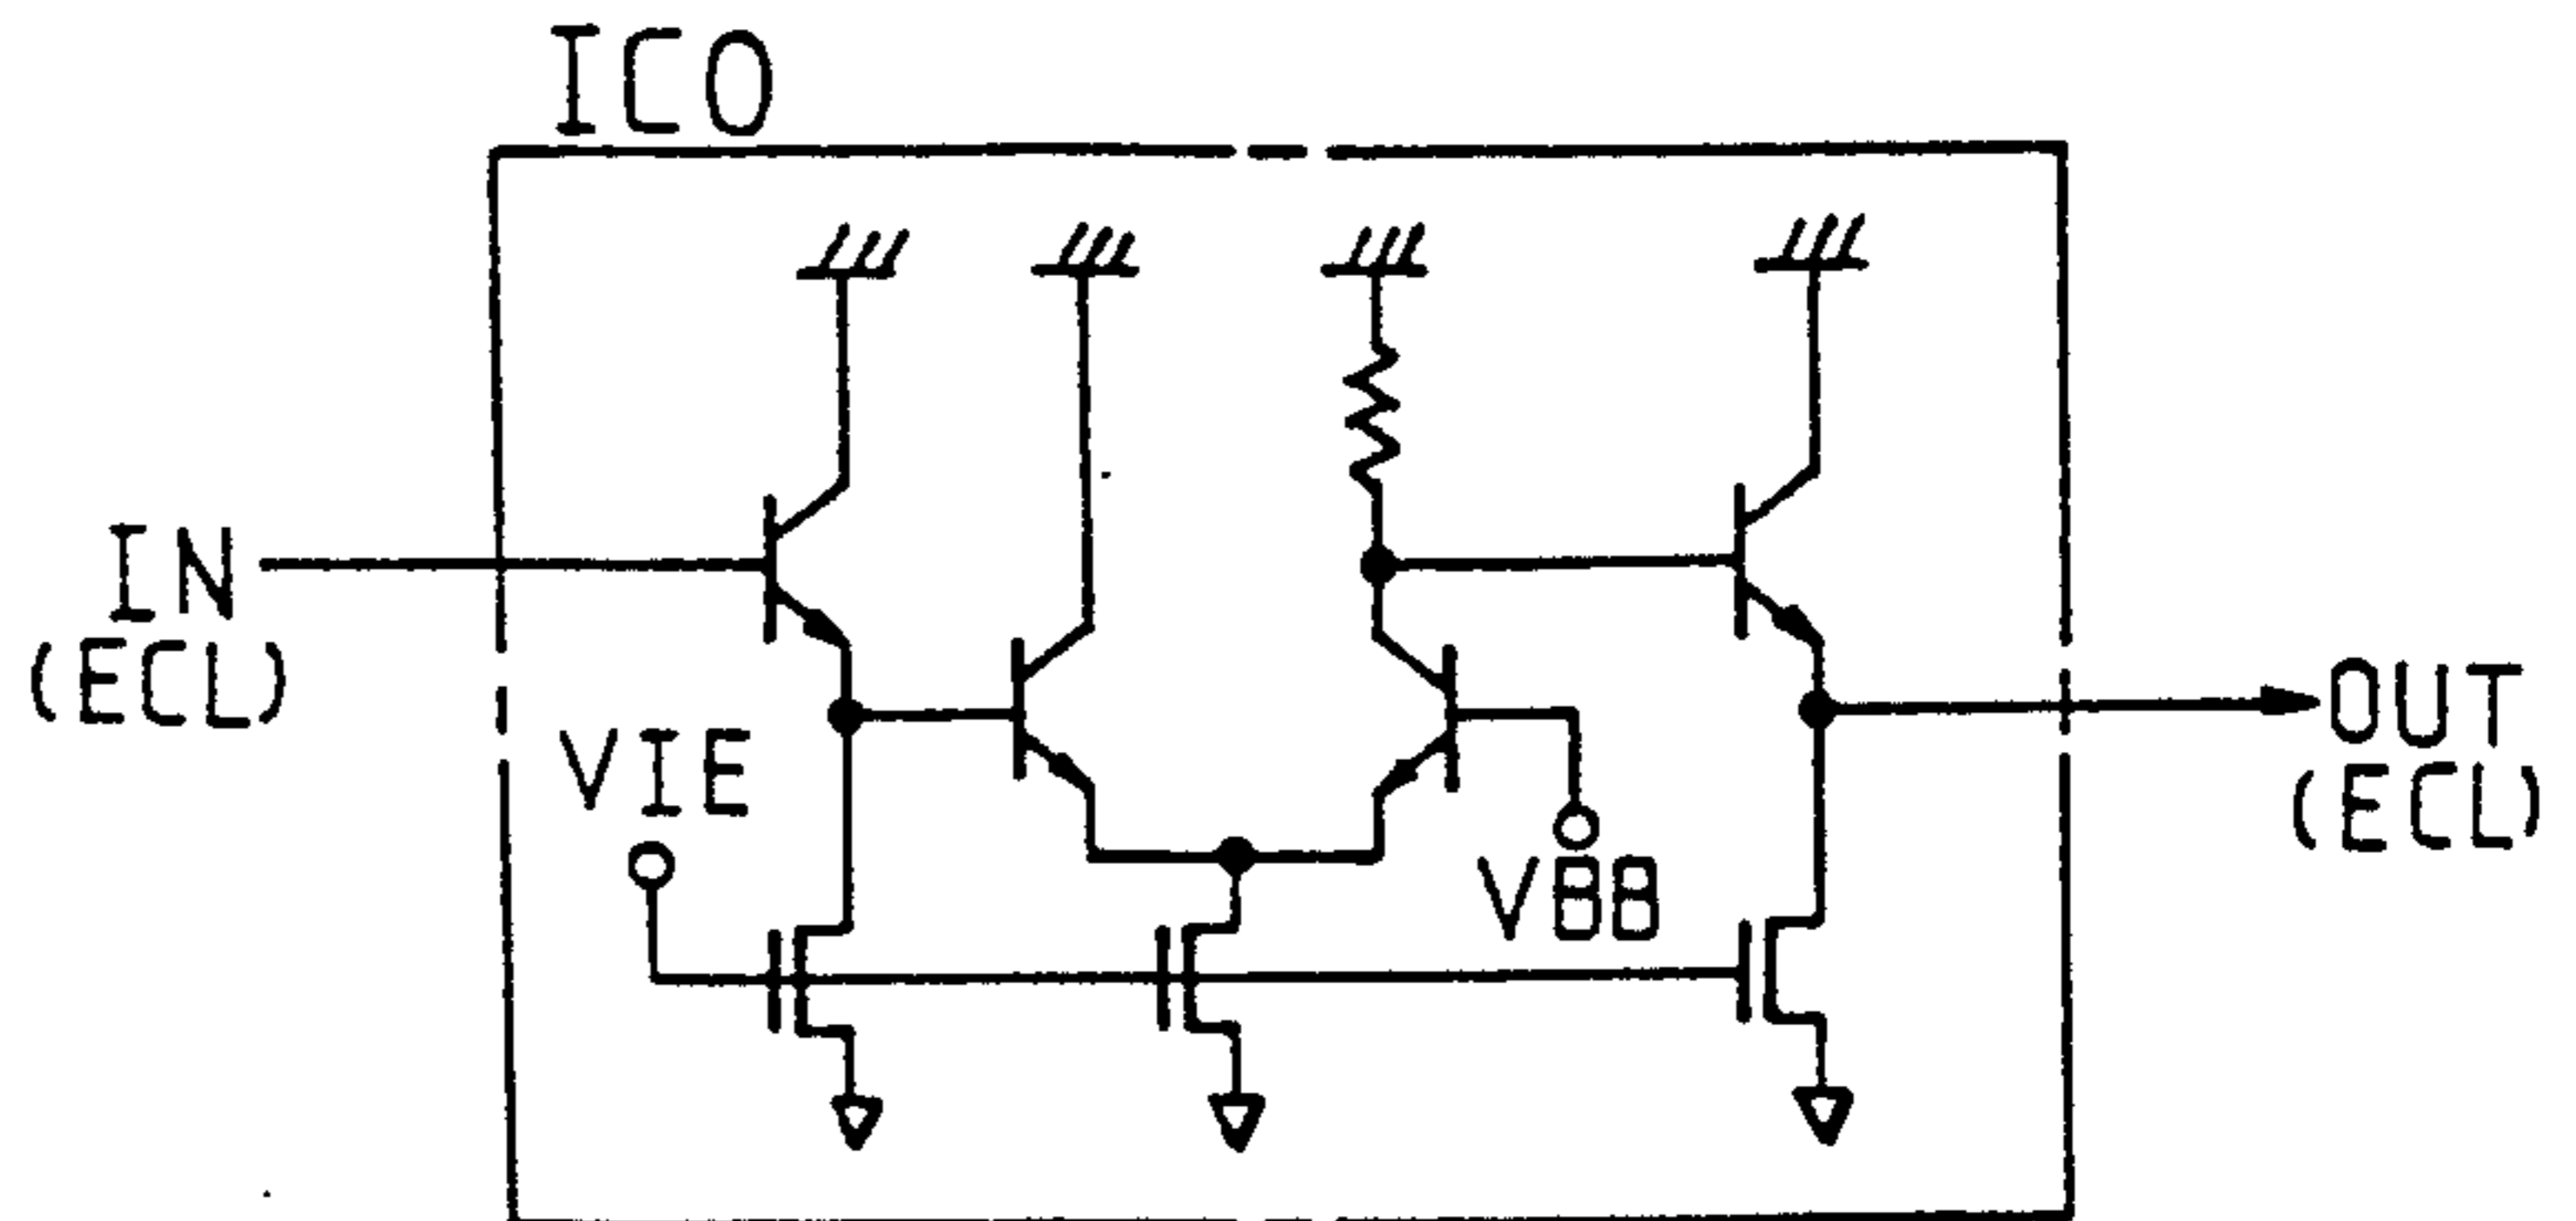 ICO
IN
(ECL)
VIE
VBB
OUT
(ECL)